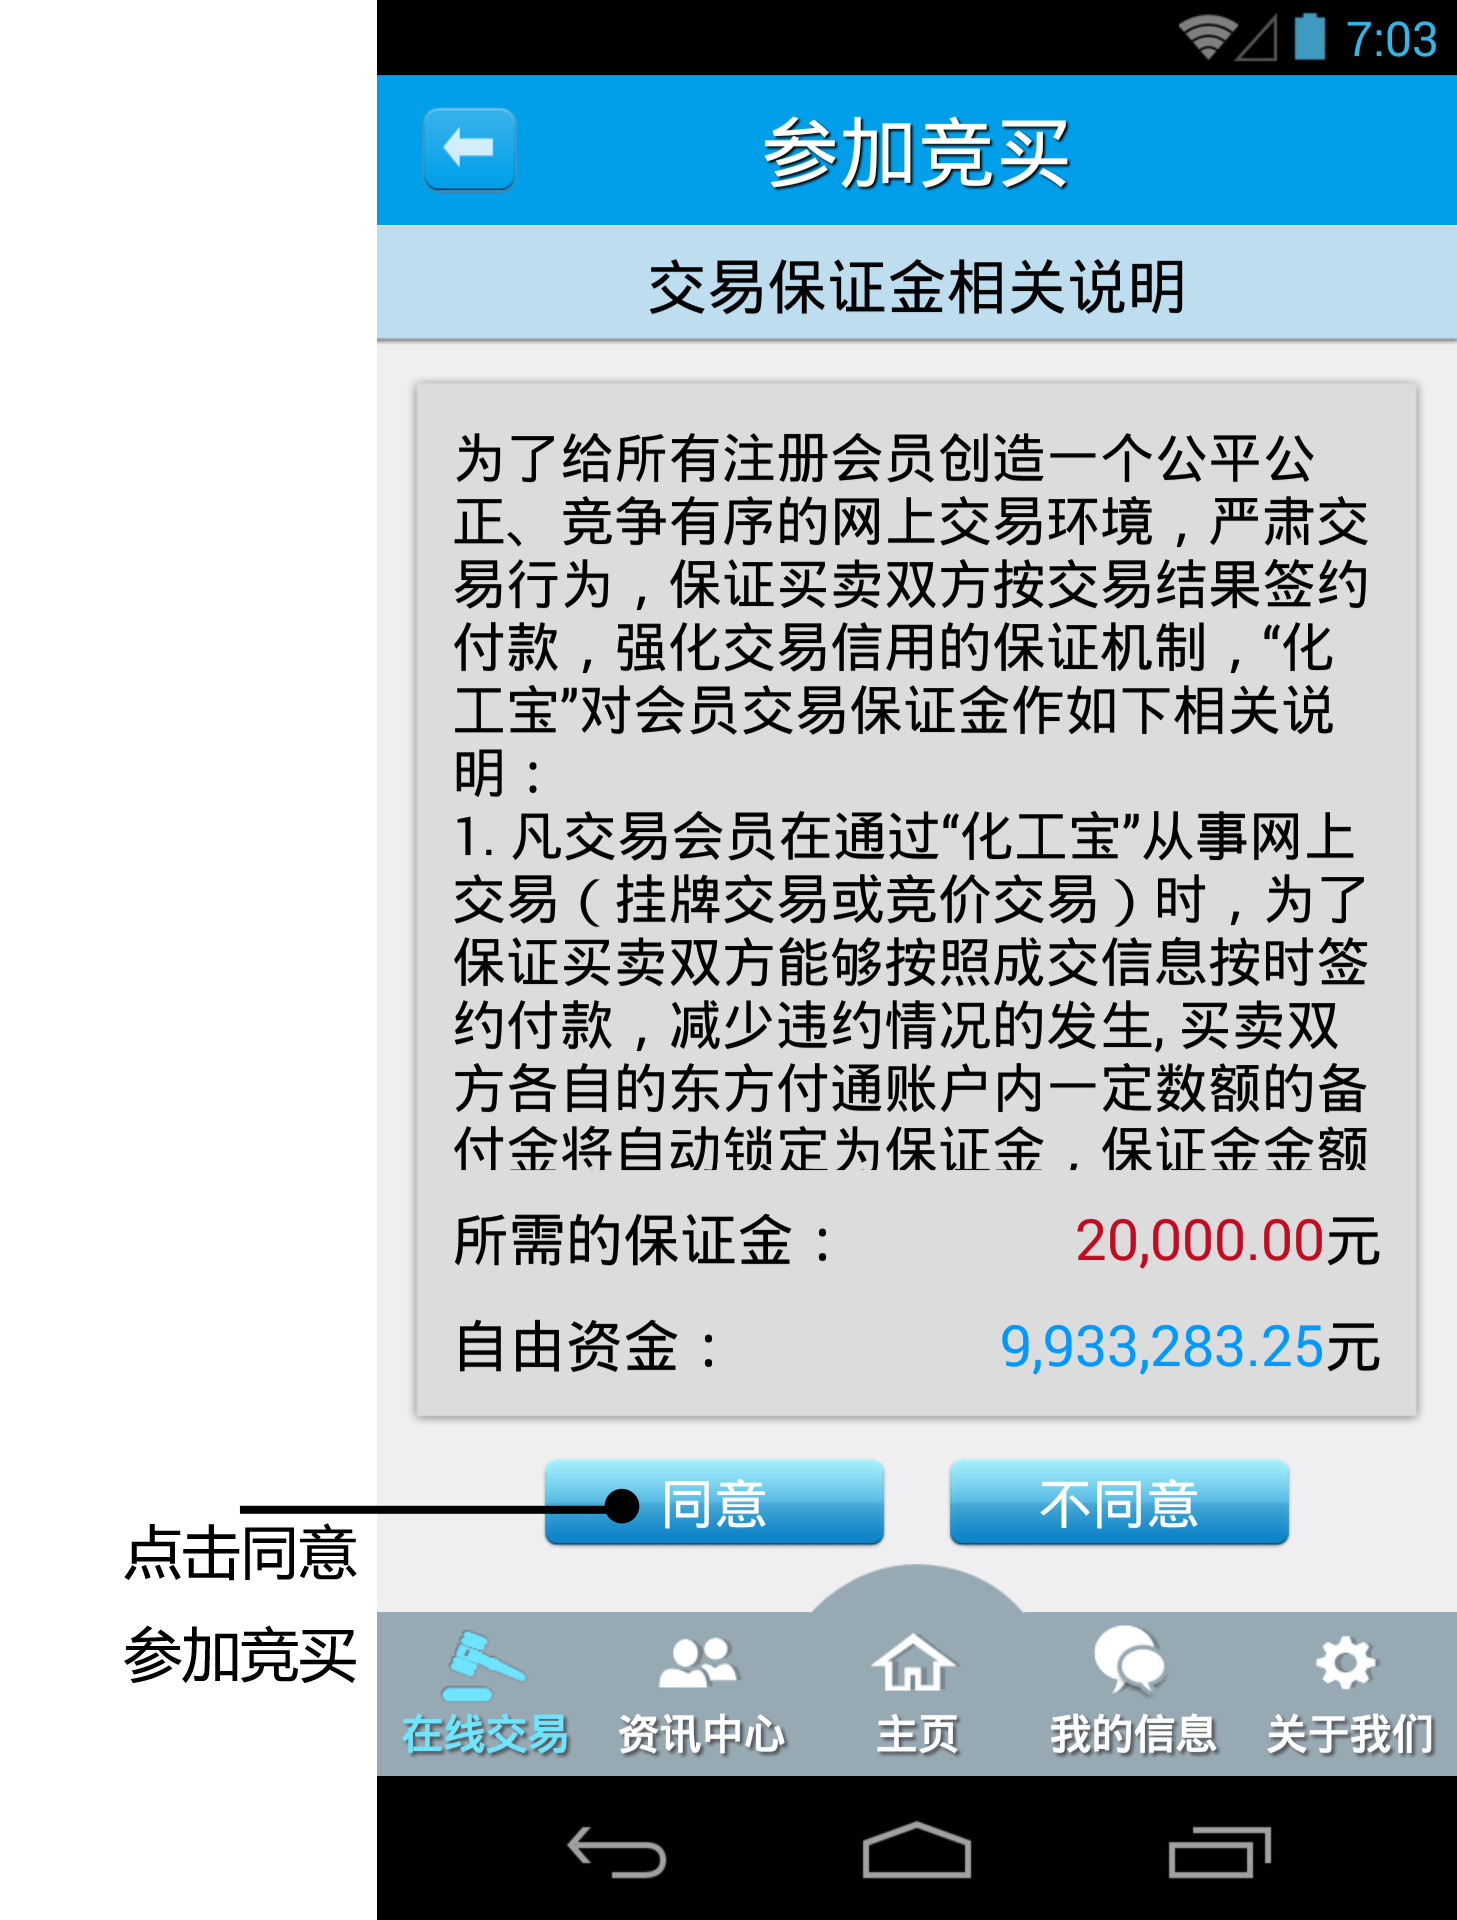 7:03
参加竞买
交易保证金相关说明
为了给所有注册会员创造一个公平公
正、竞争有序的网上交易环境，严肃交
易行为，保证买卖双方按交易结果签约
付款，强化交易信用的保证机制，“化
工宝”对会员交易保证金作如下相关说
明：
1. 凡交易会员在通过“化工宝”从事网上
交易（挂牌交易或竞价交易）时，为了
保证买卖双方能够按照成交信息按时签
约付款，减少违约情况的发生, 买卖双
方各自的东方付通账户内一定数额的备
付金将自动锁定为保证金，保证金金额
所需的保证金： 20,000.00元
自由资金： 9,933,283.25元
同意 不同意
点击同意
参加竞买
在线交易 资讯中心 主页 我的信息 关于我们